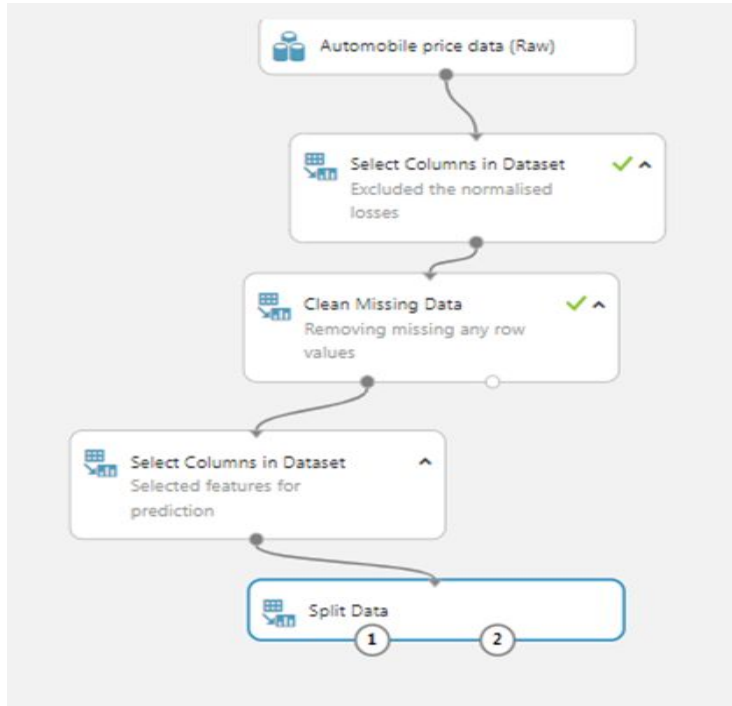 Automobile price data (Raw)
Select Columns in Dataset
Excluded the normalised
losses
Clean Missing Data
Removing missing any row
values
Select Columns in Dataset
Selected features for
prediction
Split Data
1
2